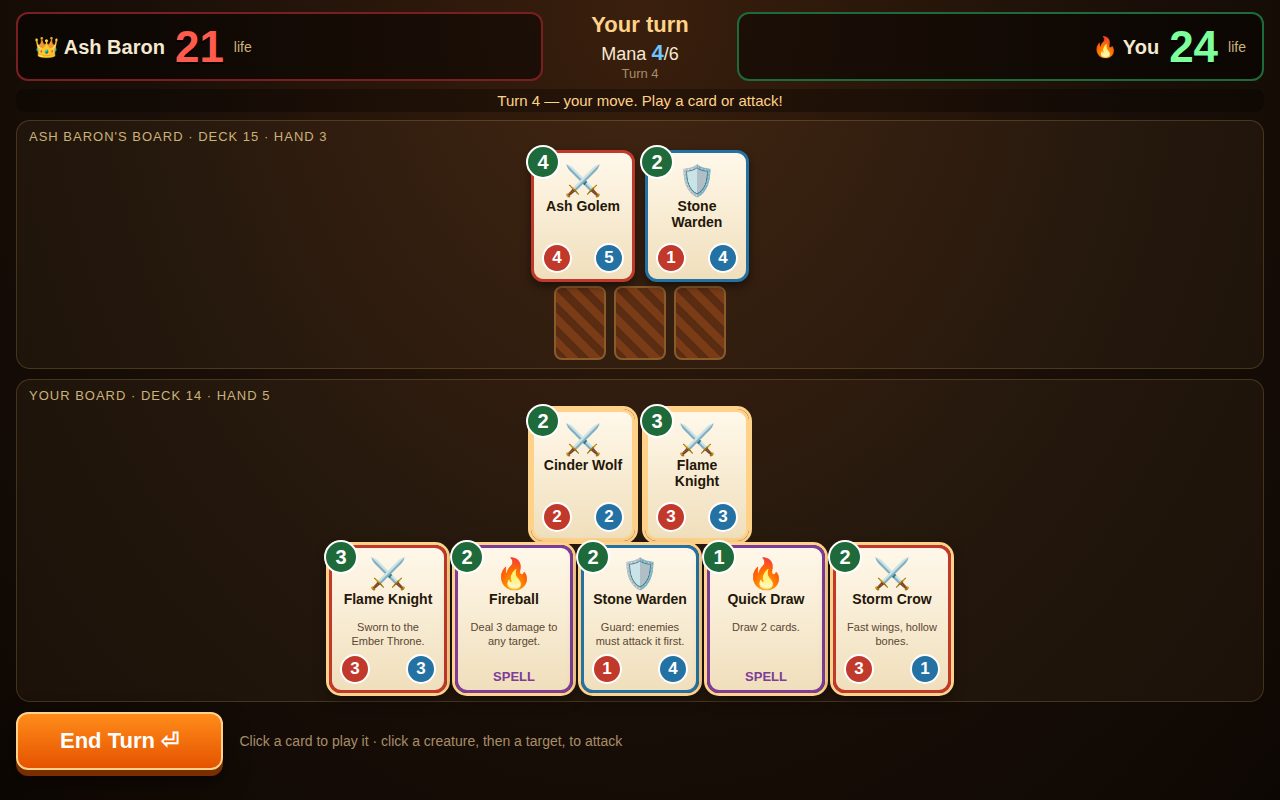 👑 Ash Baron 21 life
Your turn
Mana 4/6
Turn 4
🔥 You 24 life
Turn 4 — your move. Play a card or attack!
ASH BARON'S BOARD · DECK 15 · HAND 3
4
Ash Golem
4 5
2
Stone
Warden
1 4
YOUR BOARD · DECK 14 · HAND 5
2
Cinder Wolf
2 2
3
Flame
Knight
3 3
3
Flame Knight
Sworn to the
Ember Throne.
3 3
2
Fireball
Deal 3 damage to
any target.
SPELL
2
Stone Warden
Guard: enemies
must attack it first.
1 4
1
Quick Draw
Draw 2 cards.
SPELL
2
Storm Crow
Fast wings, hollow
bones.
3 1
End Turn ⏎
Click a card to play it · click a creature, then a target, to attack